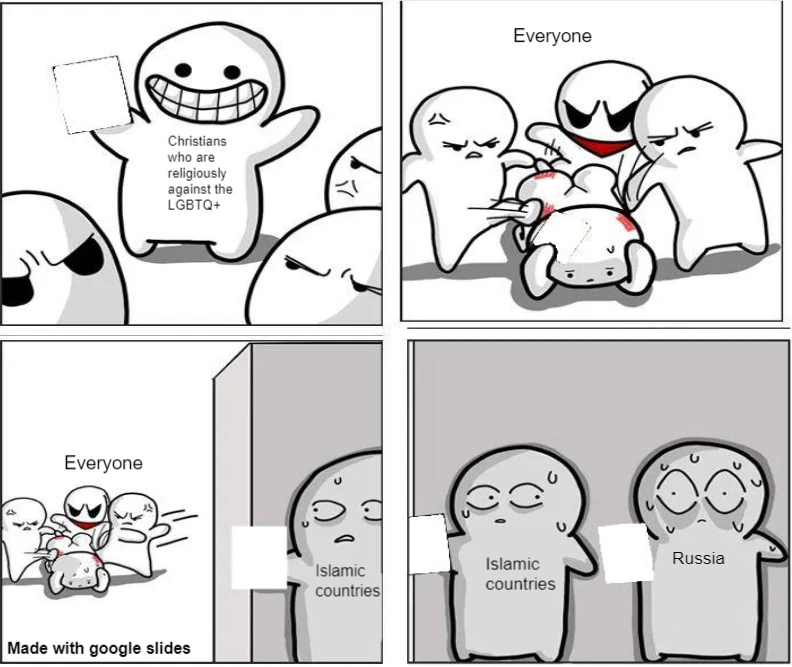 Christians
who are
religiously
against the
LGBTQ+
Everyone
Everyone
Islamic
countries
Made with google slides
Islamic
countries
Russia